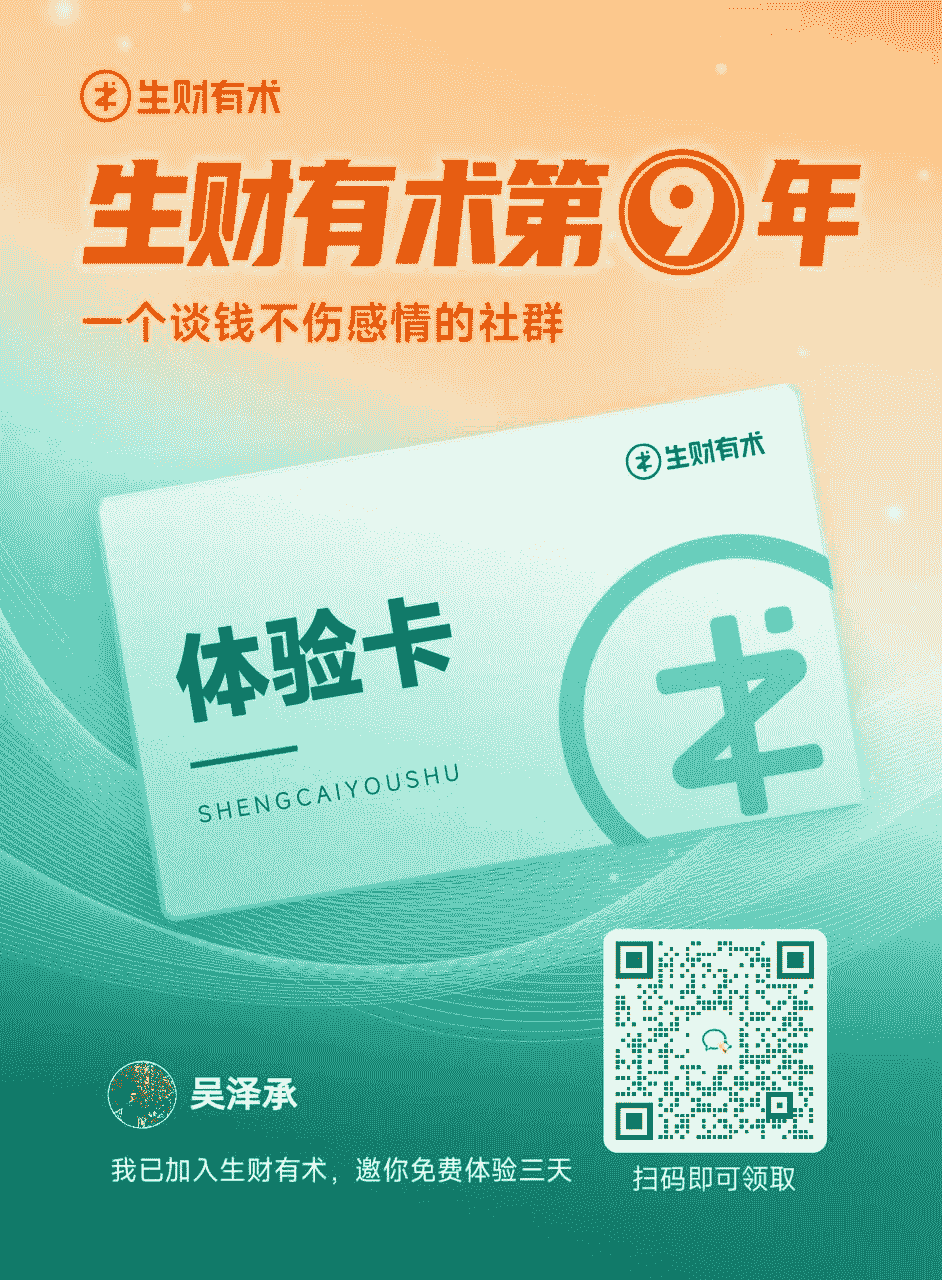 生财有术
生财有术第9年
一个谈钱不伤感情的社群
生财有术
体验卡
SHENGCAIYOUSHU
吴泽承
我已加入生财有术，邀你免费体验三天
扫码即可领取